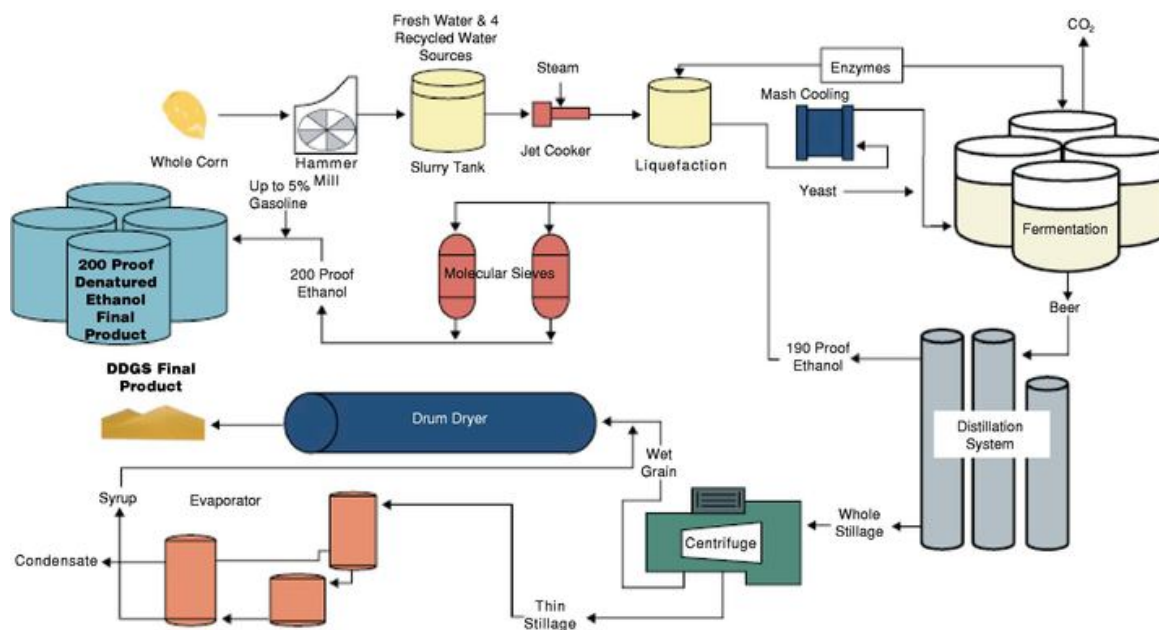 Fresh Water & 4
Recycled Water
Sources
CO2
Steam
Enzymes
Mash Cooling
Whole Corn
Hammer
Mill
Slurry Tank
Jet Cooker
Liquefaction
Yeast
Fermentation
Up to 5%
Gasoline
200 Proof
Denatured
Ethanol
Final
Product
200 Proof
Ethanol
Molecular Sieves
Beer
190 Proof
Ethanol
Distillation
System
DDGS Final
Product
Drum Dryer
Wet
Grain
Syrup
Evaporator
Centrifuge
Whole
Stillage
Condensate
Thin
Stillage